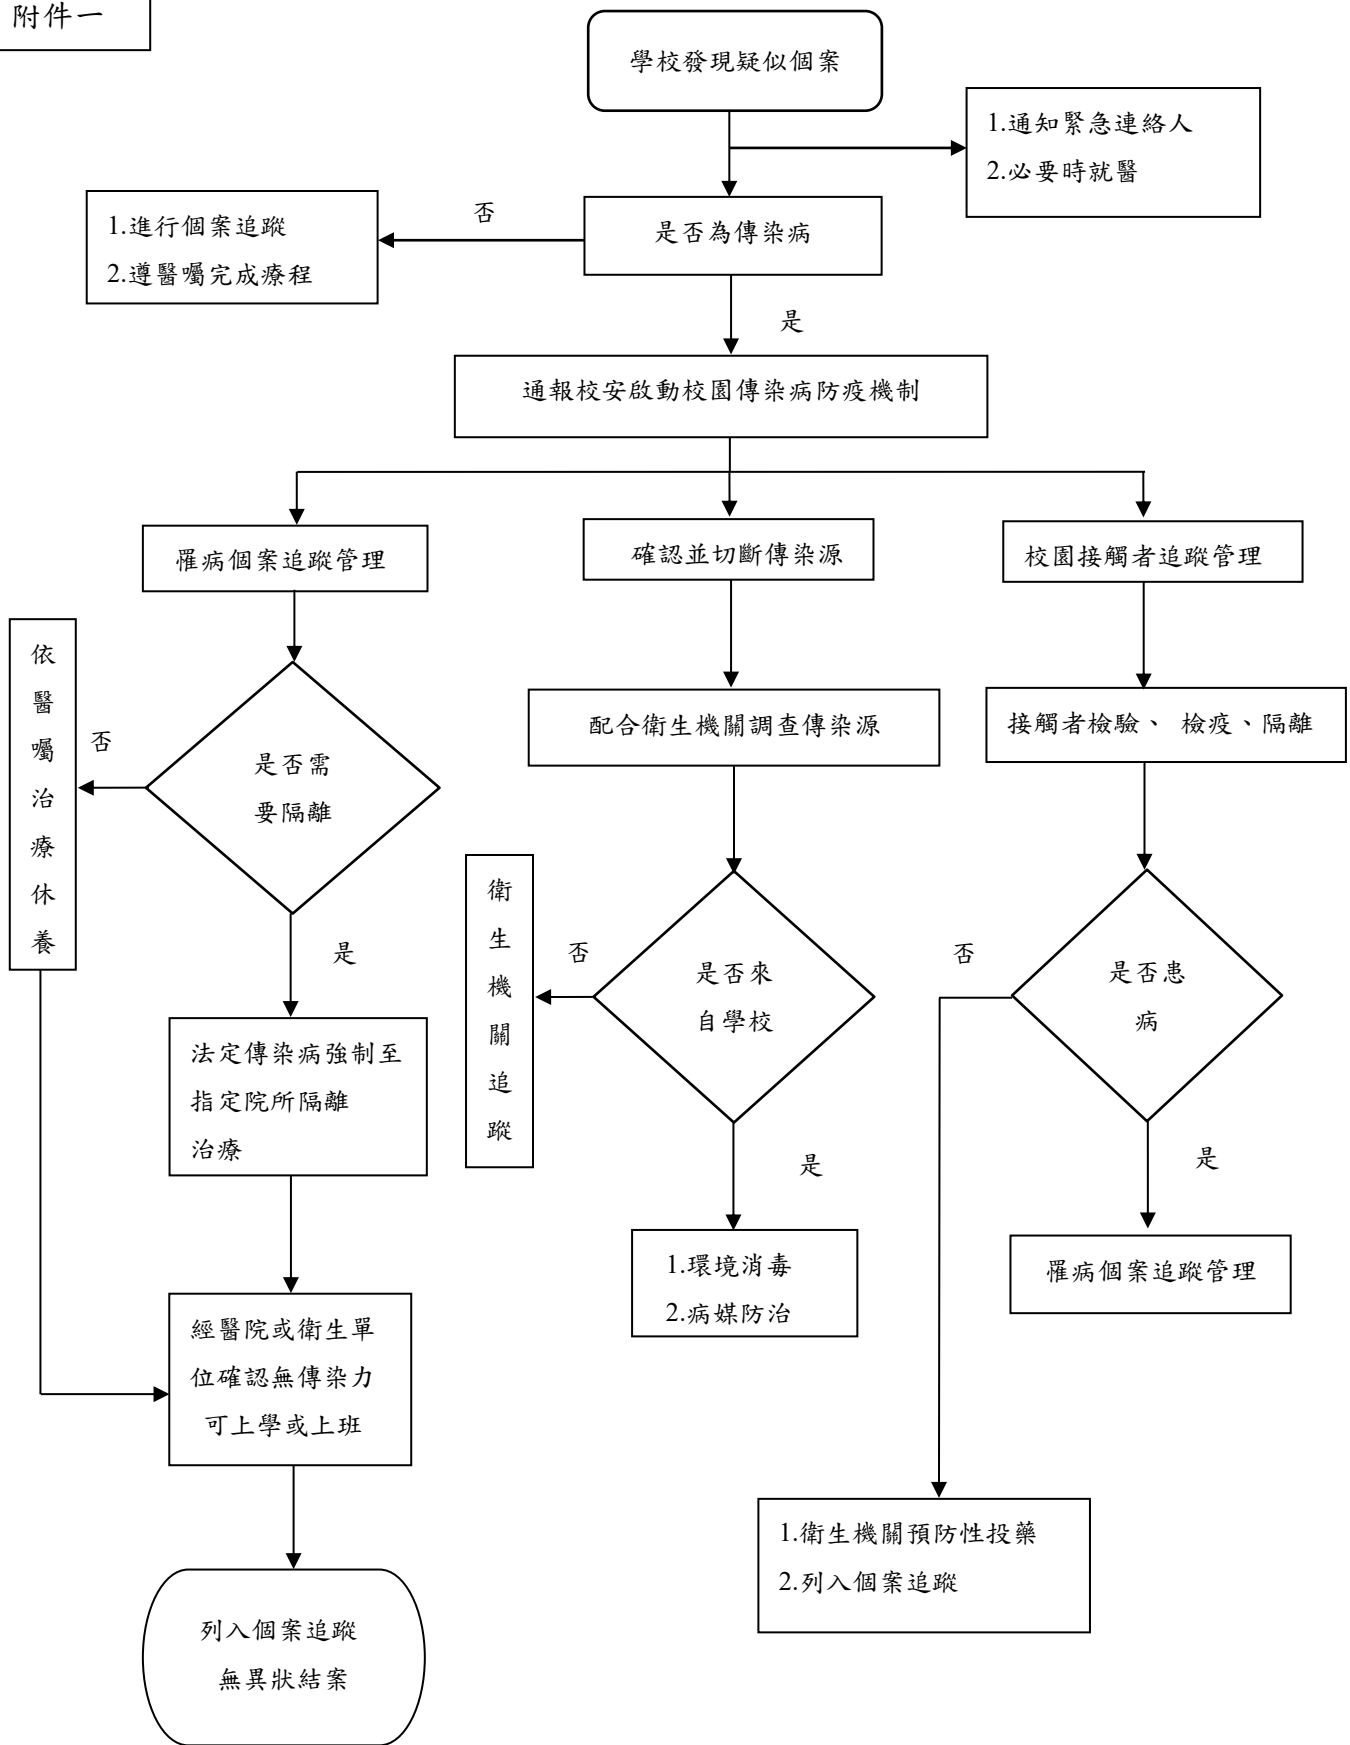 附件一
學校發現疑似個案
1.通知緊急連絡人
2.必要時就醫
否
1.進行個案追蹤
2.遵醫囑完成療程
是否為傳染病
是
通報校安啟動校園傳染病防疫機制
罹病個案追蹤管理
確認並切斷傳染源
校園接觸者追蹤管理
依醫囑治療休養
否
是否需
要隔離
是
法定傳染病強制至
指定院所隔離
治療
經醫院或衛生單
位確認無傳染力
可上學或上班
列入個案追蹤
無異狀結案
配合衛生機關調查傳染源
衛生機關追蹤
否
是否來
自學校
是
1.環境消毒
2.病媒防治
接觸者檢驗、 檢疫、隔離
否
是否患
病
是
罹病個案追蹤管理
1.衛生機關預防性投藥
2.列入個案追蹤